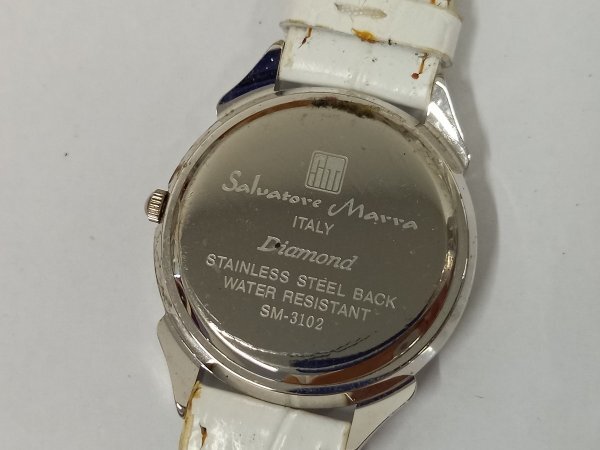 Salvatore Marra
ITALY
Diamond
STAINLESS STEEL BACK
WATER RESISTANT
SM-3102